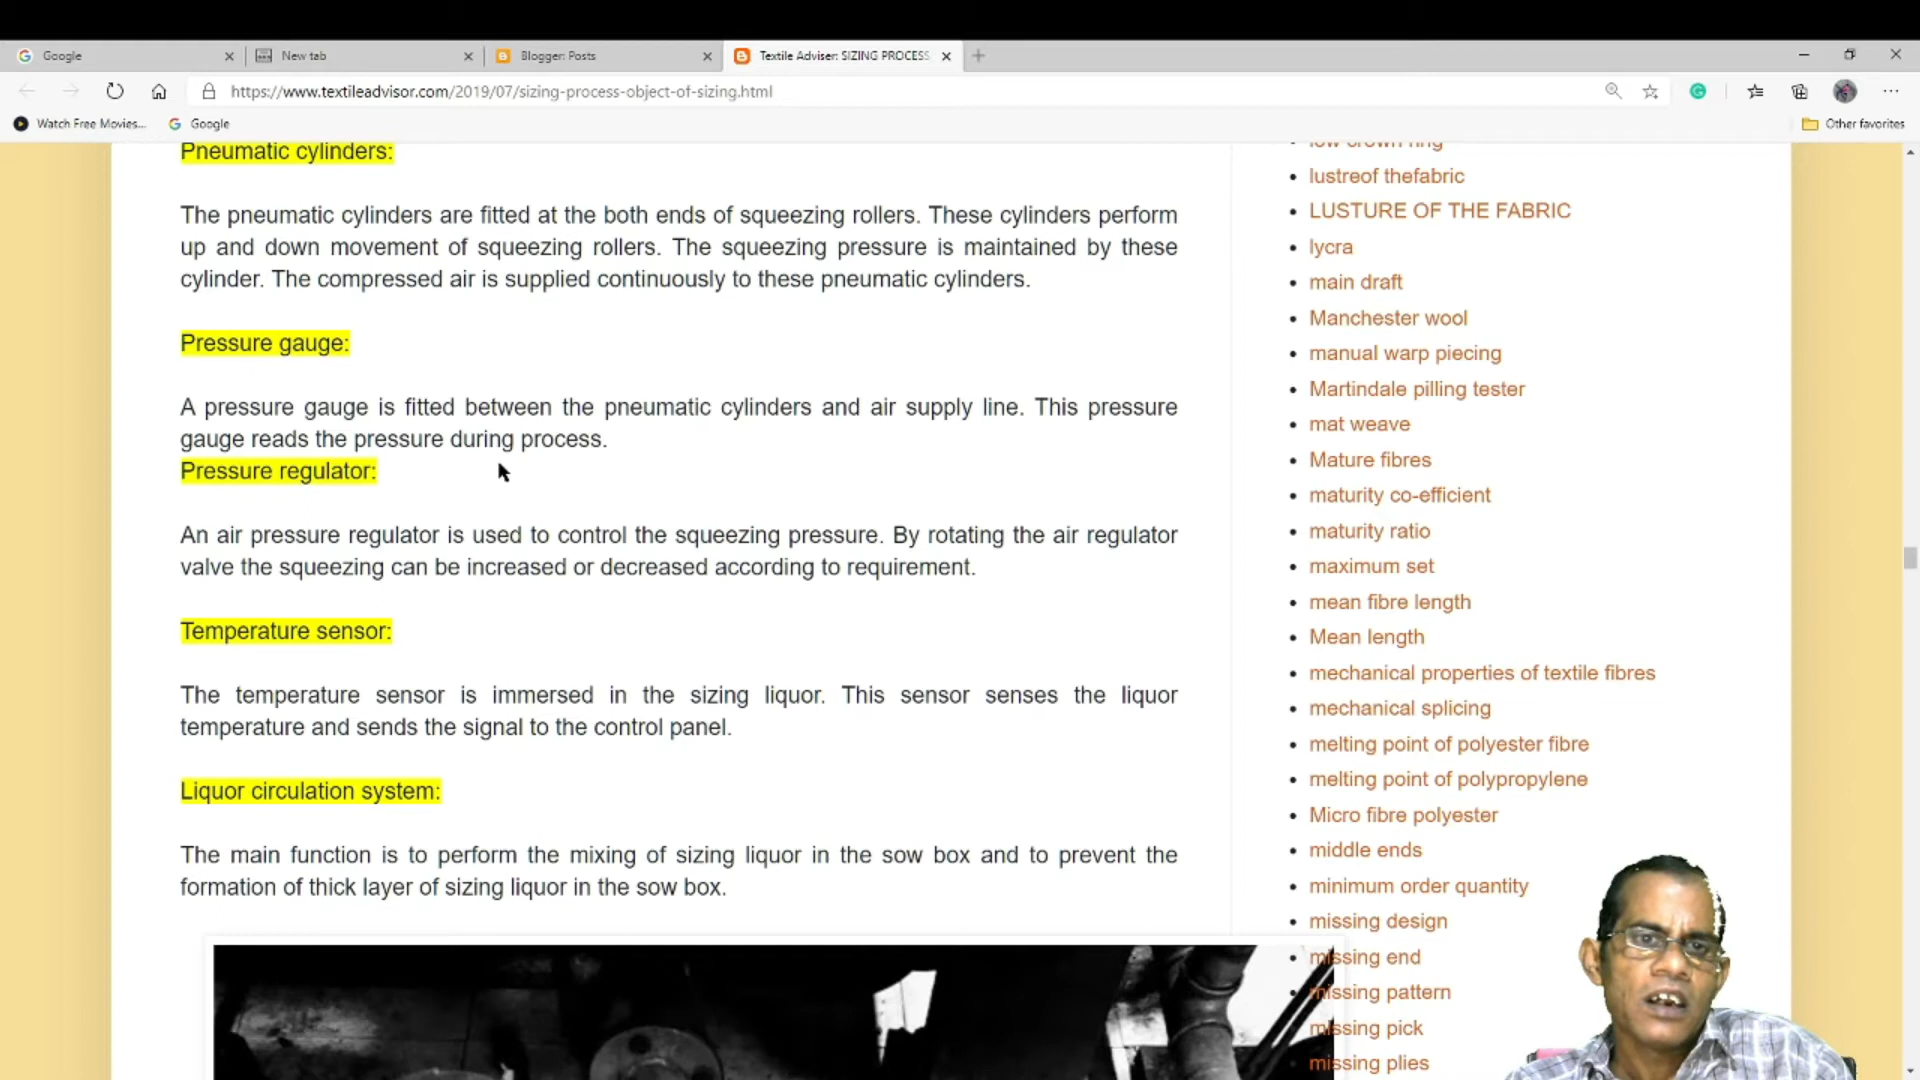 Google
New tab
Blogger: Posts
Textile Adviser: SIZING PROCESS
https://www.textileadvisor.com/2019/07/sizing-process-object-of-sizing.html
Watch Free Movies...
Google
Other favorites
Pneumatic cylinders:
The pneumatic cylinders are fitted at the both ends of squeezing rollers. These cylinders perform
up and down movement of squeezing rollers. The squeezing pressure is maintained by these
cylinder. The compressed air is supplied continuously to these pneumatic cylinders.
Pressure gauge:
A pressure gauge is fitted between the pneumatic cylinders and air supply line. This pressure
gauge reads the pressure during process.
Pressure regulator:
An air pressure regulator is used to control the squeezing pressure. By rotating the air regulator
valve the squeezing can be increased or decreased according to requirement.
Temperature sensor:
The temperature sensor is immersed in the sizing liquor. This sensor senses the liquor
temperature and sends the signal to the control panel.
Liquor circulation system:
The main function is to perform the mixing of sizing liquor in the sow box and to prevent the
formation of thick layer of sizing liquor in the sow box.
low crown ring
lustreof thefabric
LUSTURE OF THE FABRIC
lycra
main draft
Manchester wool
manual warp piecing
Martindale pilling tester
mat weave
Mature fibres
maturity co-efficient
maturity ratio
maximum set
mean fibre length
Mean length
mechanical properties of textile fibres
mechanical splicing
melting point of polyester fibre
melting point of polypropylene
Micro fibre polyester
middle ends
minimum order quantity
missing design
missing end
missing pattern
missing pick
missing plies